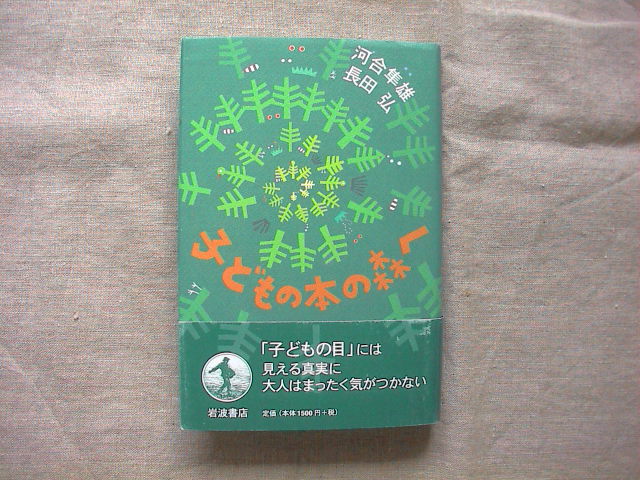 河合隼雄
長田 弘
子どもの本の森へ
「子どもの目」には
見える真実に
大人はまったく気がつかない
岩波書店
定価（本体1500円+税）